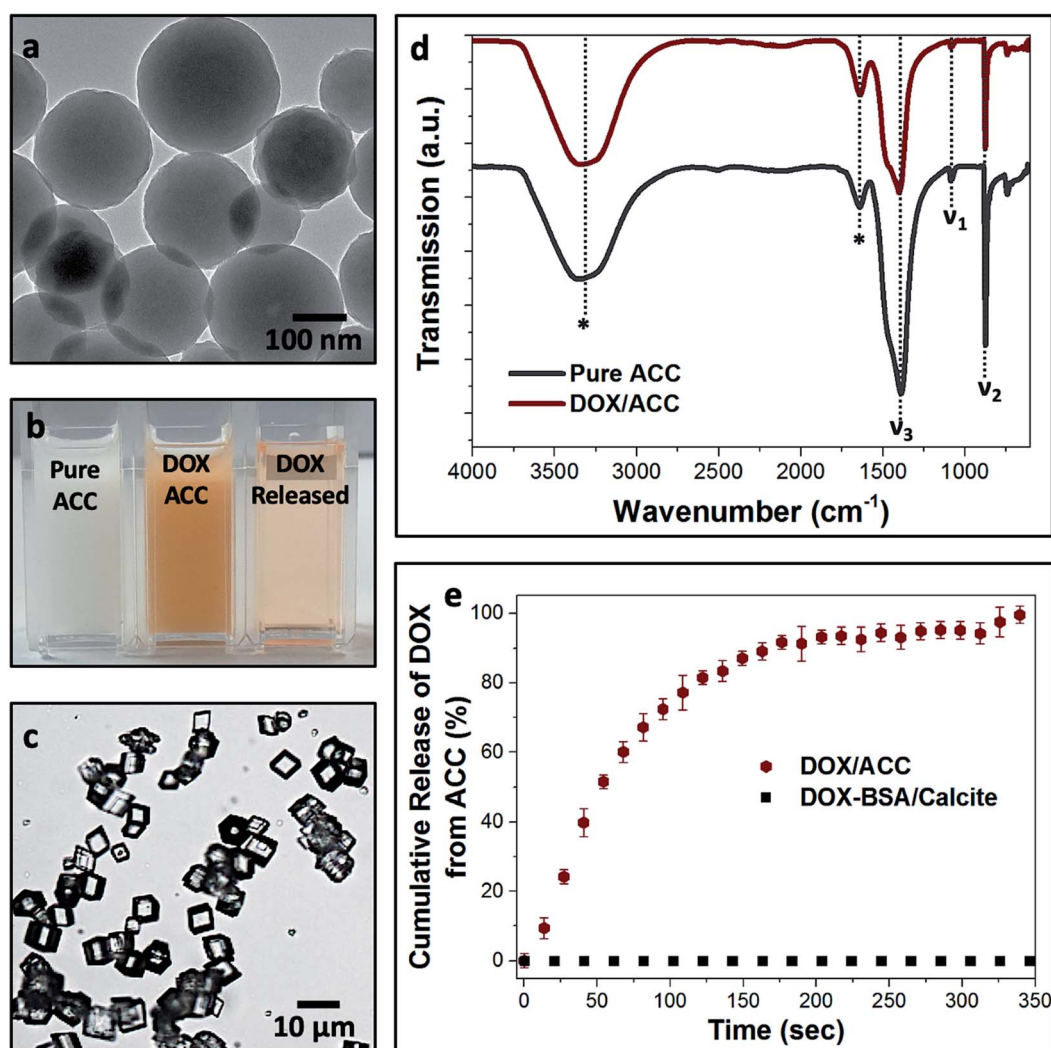 a
100 nm
b
Pure
ACC
DOX
ACC
DOX
Released
c
10 µm
d
Transmission (a.u.)
*
*
ν3
ν1
ν2
Pure ACC
DOX/ACC
4000 3500 3000 2500 2000 1500 1000
Wavenumber (cm-1)
e
Cumulative Release of DOX
from ACC (%)
100
80
60
40
20
0
DOX/ACC
DOX-BSA/Calcite
0 50 100 150 200 250 300 350
Time (sec)